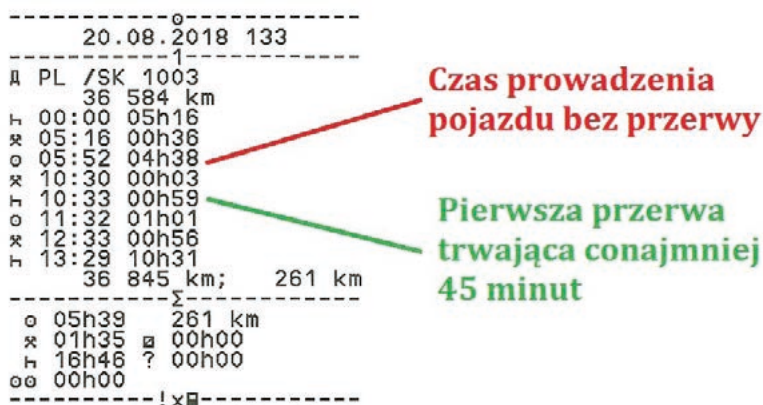 20.08.2018 133
1
PL /SK 1003
36 584 km
00:00 05h16
05:16 00h36
05:52 04h38
10:30 00h03
10:33 00h59
11:32 01h01
12:33 00h56
13:29 10h31
36 845 km; 261 km
Σ
05h39 261 km
01h35 00h00
16h46 ? 00h00
00h00
!x
Czas prowadzenia
pojazdu bez przerwy
Pierwsza przerwa
trwająca conajmniej
45 minut